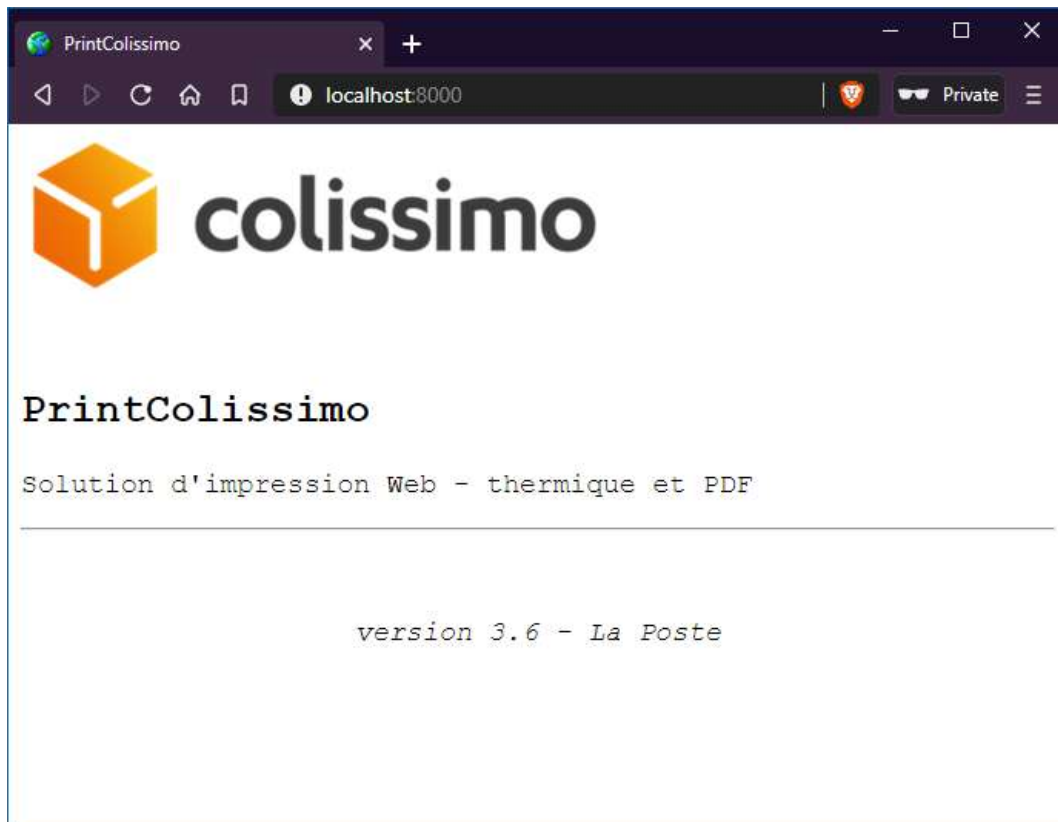 PrintColissimo
localhost:8000
Private
colissimo
PrintColissimo
Solution d'impression Web - thermique et PDF
version 3.6 - La Poste